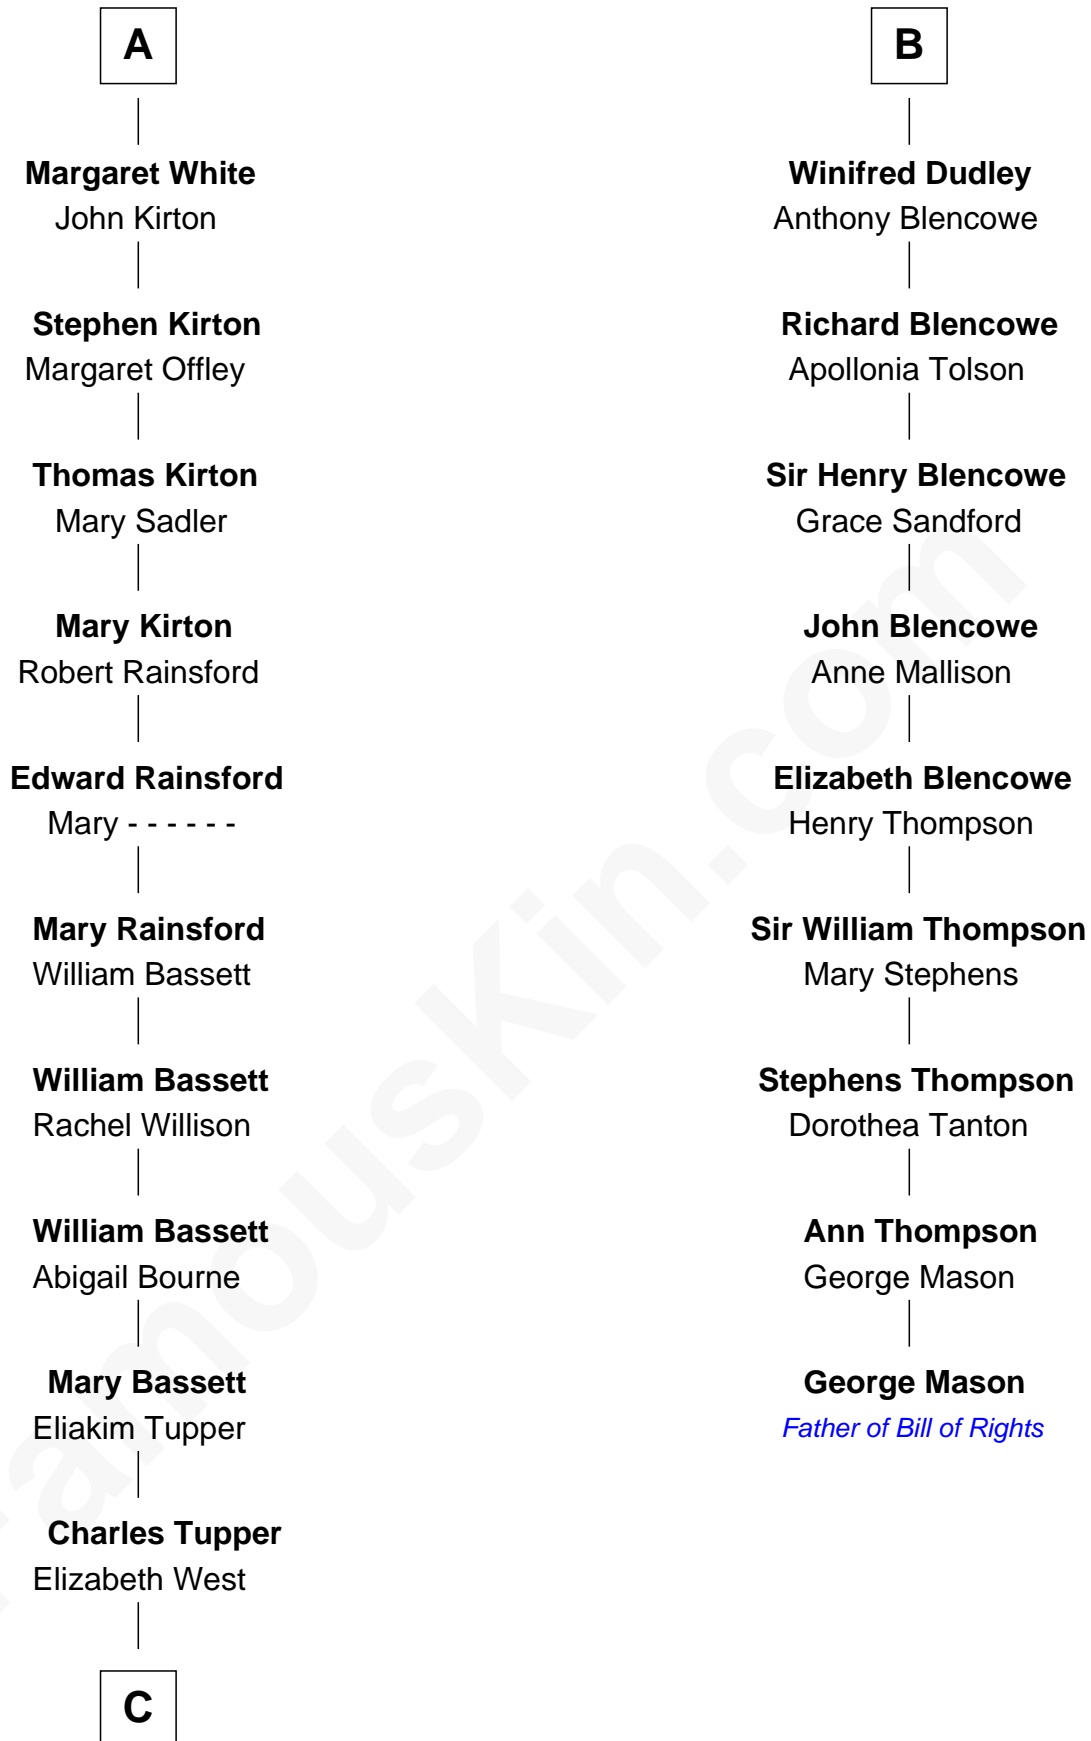 A
Margaret White
John Kirton
Stephen Kirton
Margaret Offley
Thomas Kirton
Mary Sadler
Mary Kirton
Robert Rainsford
Edward Rainsford
Mary - - - - - -
Mary Rainsford
William Bassett
William Bassett
Rachel Willison
William Bassett
Abigail Bourne
Mary Bassett
Eliakim Tupper
Charles Tupper
Elizabeth West
C
B
Winifred Dudley
Anthony Blencowe
Richard Blencowe
Apollonia Tolson
Sir Henry Blencowe
Grace Sandford
John Blencowe
Anne Mallison
Elizabeth Blencowe
Henry Thompson
Sir William Thompson
Mary Stephens
Stephens Thompson
Dorothea Tanton
Ann Thompson
George Mason
George Mason
Father of Bill of Rights
FamousKin.com